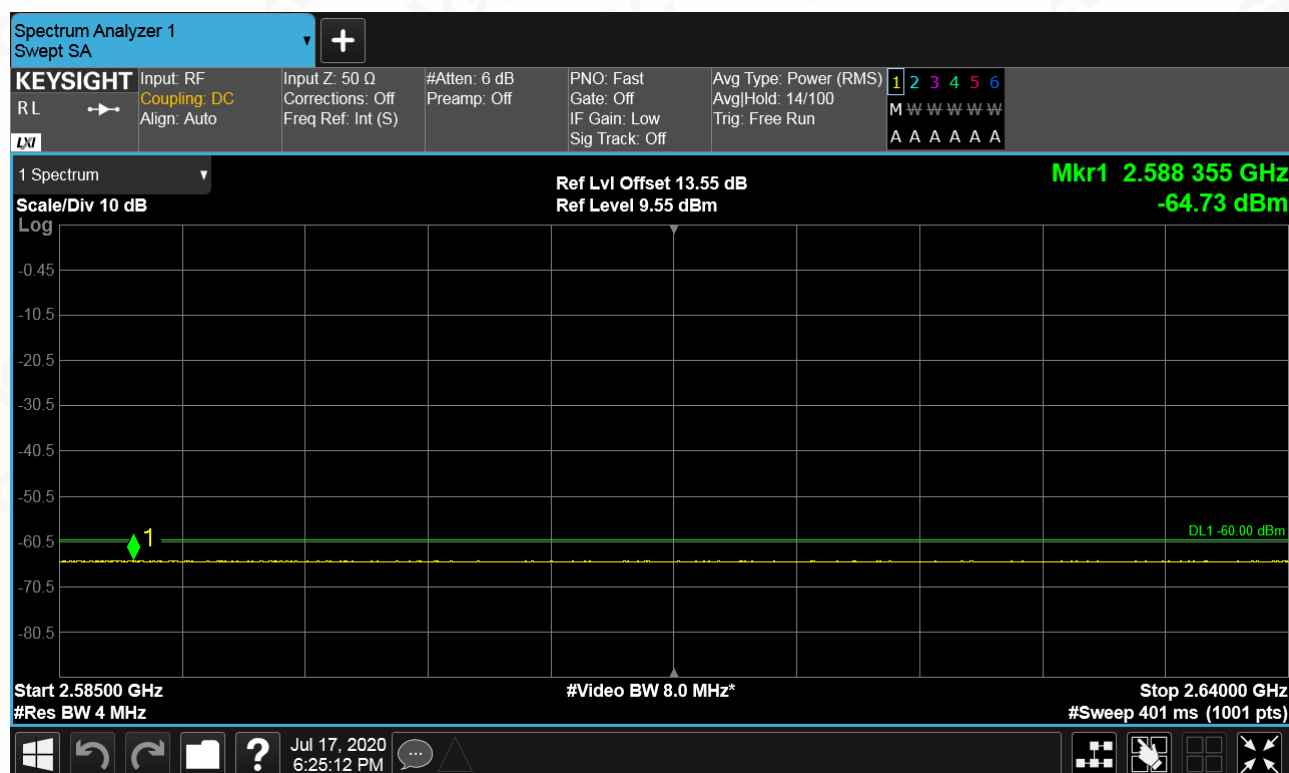 Spectrum Analyzer 1
Swept SA
KEYSIGHT
RL
LXI
Input: RF
Coupling: DC
Align: Auto
Input Z: 50 Ω
Corrections: Off
Freq Ref: Int (S)
#Atten: 6 dB
Preamp: Off
PNO: Fast
Gate: Off
IF Gain: Low
Sig Track: Off
Avg Type: Power (RMS)
Avg|Hold: 14/100
Trig: Free Run
1 2 3 4 5 6
M W W W W W
A A A A A A
1 Spectrum
Scale/Div 10 dB
Log
Ref Lvl Offset 13.55 dB
Ref Level 9.55 dBm
Mkr1 2.588 355 GHz
-64.73 dBm
-0.45
-10.5
-20.5
-30.5
-40.5
-50.5
-60.5
-70.5
-80.5
1
DL1 -60.00 dBm
Start 2.58500 GHz
#Res BW 4 MHz
#Video BW 8.0 MHz*
Stop 2.64000 GHz
#Sweep 401 ms (1001 pts)
?
Jul 17, 2020
6:25:12 PM